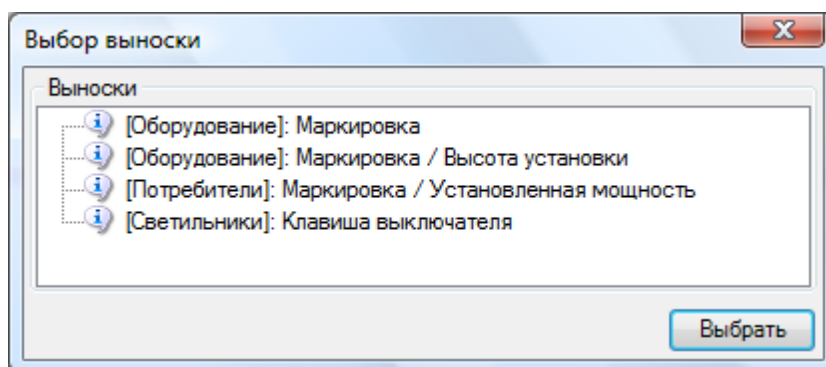 Выбор выноски
Выноски
[Оборудование]: Маркировка
[Оборудование]: Маркировка / Высота установки
[Потребители]: Маркировка / Установленная мощность
[Светильники]: Клавиша выключателя
Выбрать